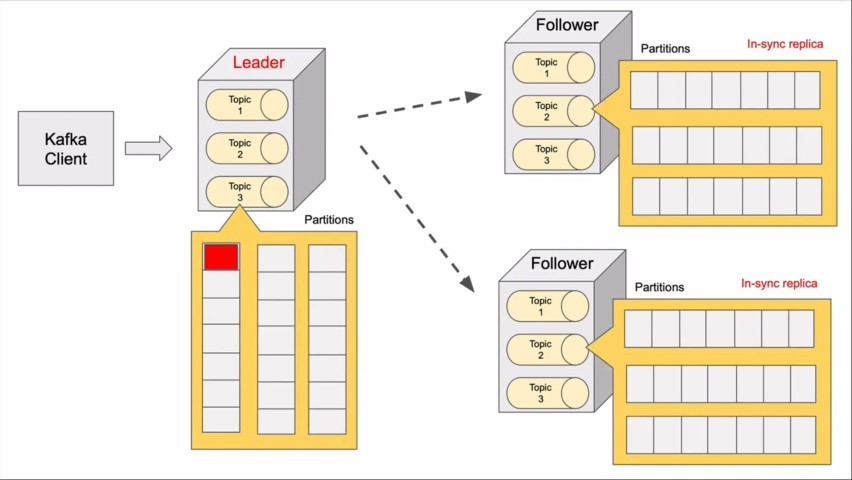 Kafka
Client
Leader
Topic
1
Topic
2
Topic
3
Partitions
Follower
Topic
1
Topic
2
Topic
3
Partitions
In-sync replica
Follower
Topic
1
Topic
2
Topic
3
Partitions
In-sync replica